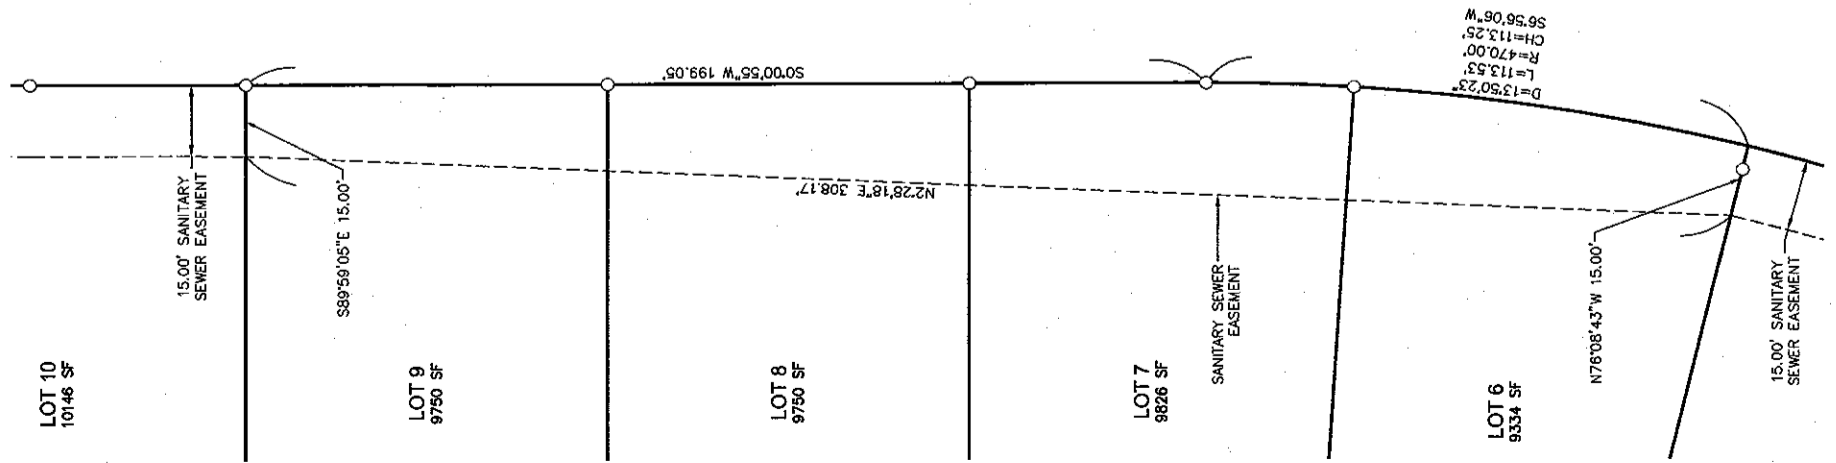 LOT 10
10146 SF
15.00' SANITARY
SEWER EASEMENT
S89°59'05"E 15.00'
LOT 9
9750 SF
S0°00'55"W 199.05'
N2°28'18"E 308.17'
LOT 8
9750 SF
LOT 7
9826 SF
SANITARY SEWER
EASEMENT
D=13°50'23"
L=113.53'
R=470.00'
CH=113.25'
S6°56'06"W
LOT 6
9334 SF
N76°08'43"W 15.00'
15.00' SANITARY
SEWER EASEMENT